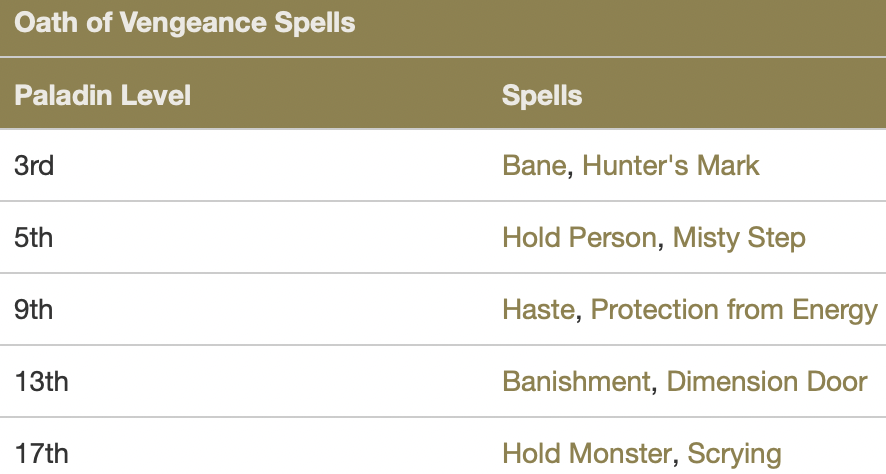 Oath of Vengeance Spells
Paladin Level Spells
3rd Bane, Hunter's Mark
5th Hold Person, Misty Step
9th Haste, Protection from Energy
13th Banishment, Dimension Door
17th Hold Monster, Scrying